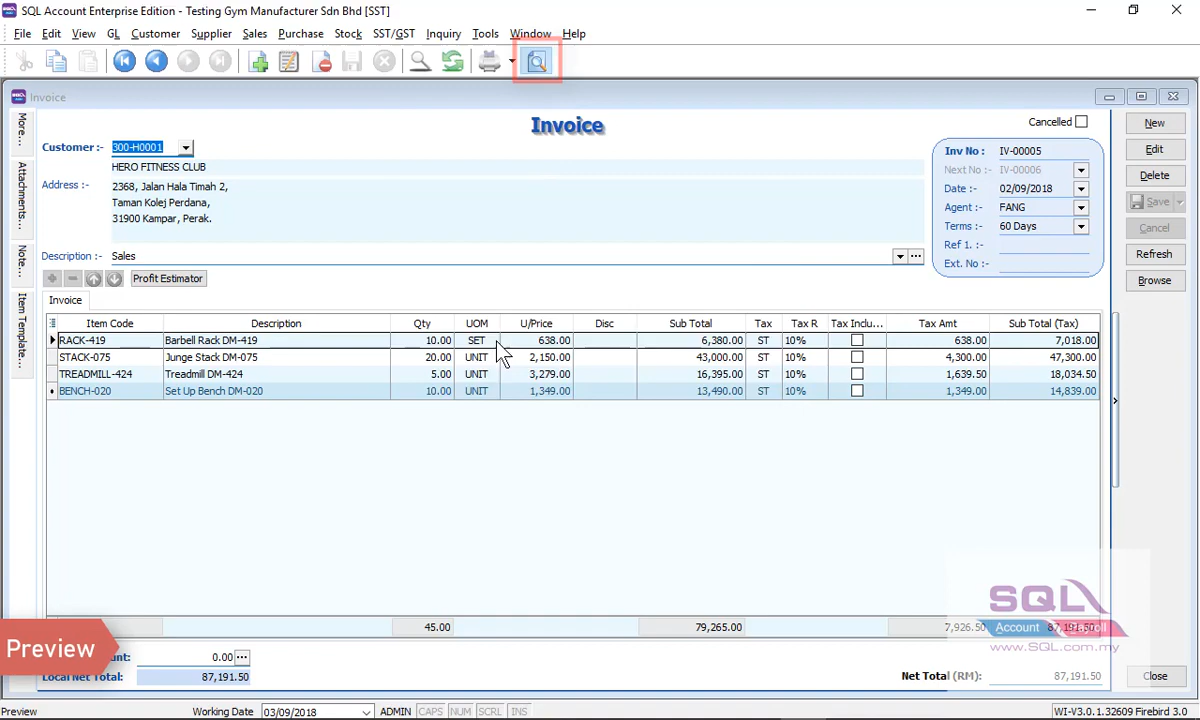 SQL Account Enterprise Edition - Testing Gym Manufacturer Sdn Bhd [SST]
File Edit View GL Customer Supplier Sales Purchase Stock SST/GST Inquiry Tools Window Help
Invoice
Invoice
Cancelled
More...
Attachments...
Note...
Item Template...
Customer :- 300-H0001
HERO FITNESS CLUB
Address :- 2368, Jalan Hala Timah 2,
Taman Kolej Perdana,
31900 Kampar, Perak.
Inv No : IV-00005
Next No :- IV-00006
Date :- 02/09/2018
Agent :- FANG
Terms :- 60 Days
Ref 1. :-
Ext. No :-
New
Edit
Delete
Save
Cancel
Refresh
Browse
Description :- Sales
Profit Estimator
Invoice
Item Code Description Qty UOM U/Price Disc Sub Total Tax Tax R Tax Inclu... Tax Amt Sub Total (Tax)
RACK-419 Barbell Rack DM-419 10.00 SET 638.00 6,380.00 ST 10% 638.00 7,018.00
STACK-075 Junge Stack DM-075 20.00 UNIT 2,150.00 43,000.00 ST 10% 4,300.00 47,300.00
TREADMILL-424 Treadmill DM-424 5.00 UNIT 3,279.00 16,395.00 ST 10% 1,639.50 18,034.50
BENCH-020 Set Up Bench DM-020 10.00 UNIT 1,349.00 13,490.00 ST 10% 1,349.00 14,839.00
45.00 79,265.00 7,926.50 87,191.50
SQL
Account Payroll
www.SQL.com.my
Preview
unt: 0.00
Local Net Total: 87,191.50
Net Total (RM): 87,191.50
Close
Preview Working Date 03/09/2018 ADMIN CAPS NUM SCRL INS WI-V3.0.1.32609 Firebird 3.0